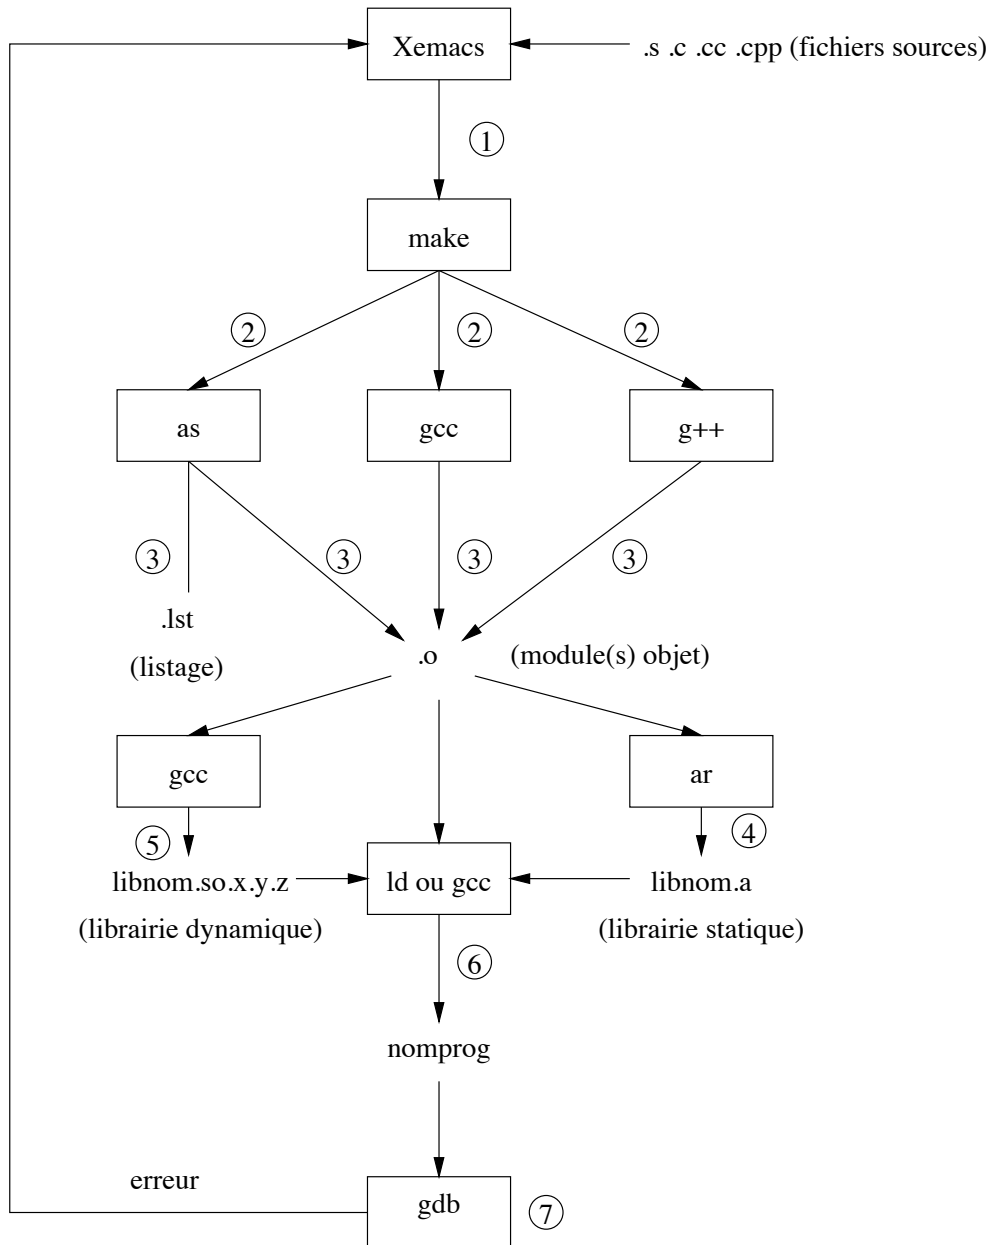 Xemacs
.s .c .cc .cpp (fichiers sources)
1
make
2
2
2
as
gcc
g++
3
3
3
3
.lst
(listage)
.o
(module(s) objet)
gcc
ar
5
4
libnom.so.x.y.z
ld ou gcc
libnom.a
(librairie dynamique)
(librairie statique)
6
nomprog
erreur
gdb
7